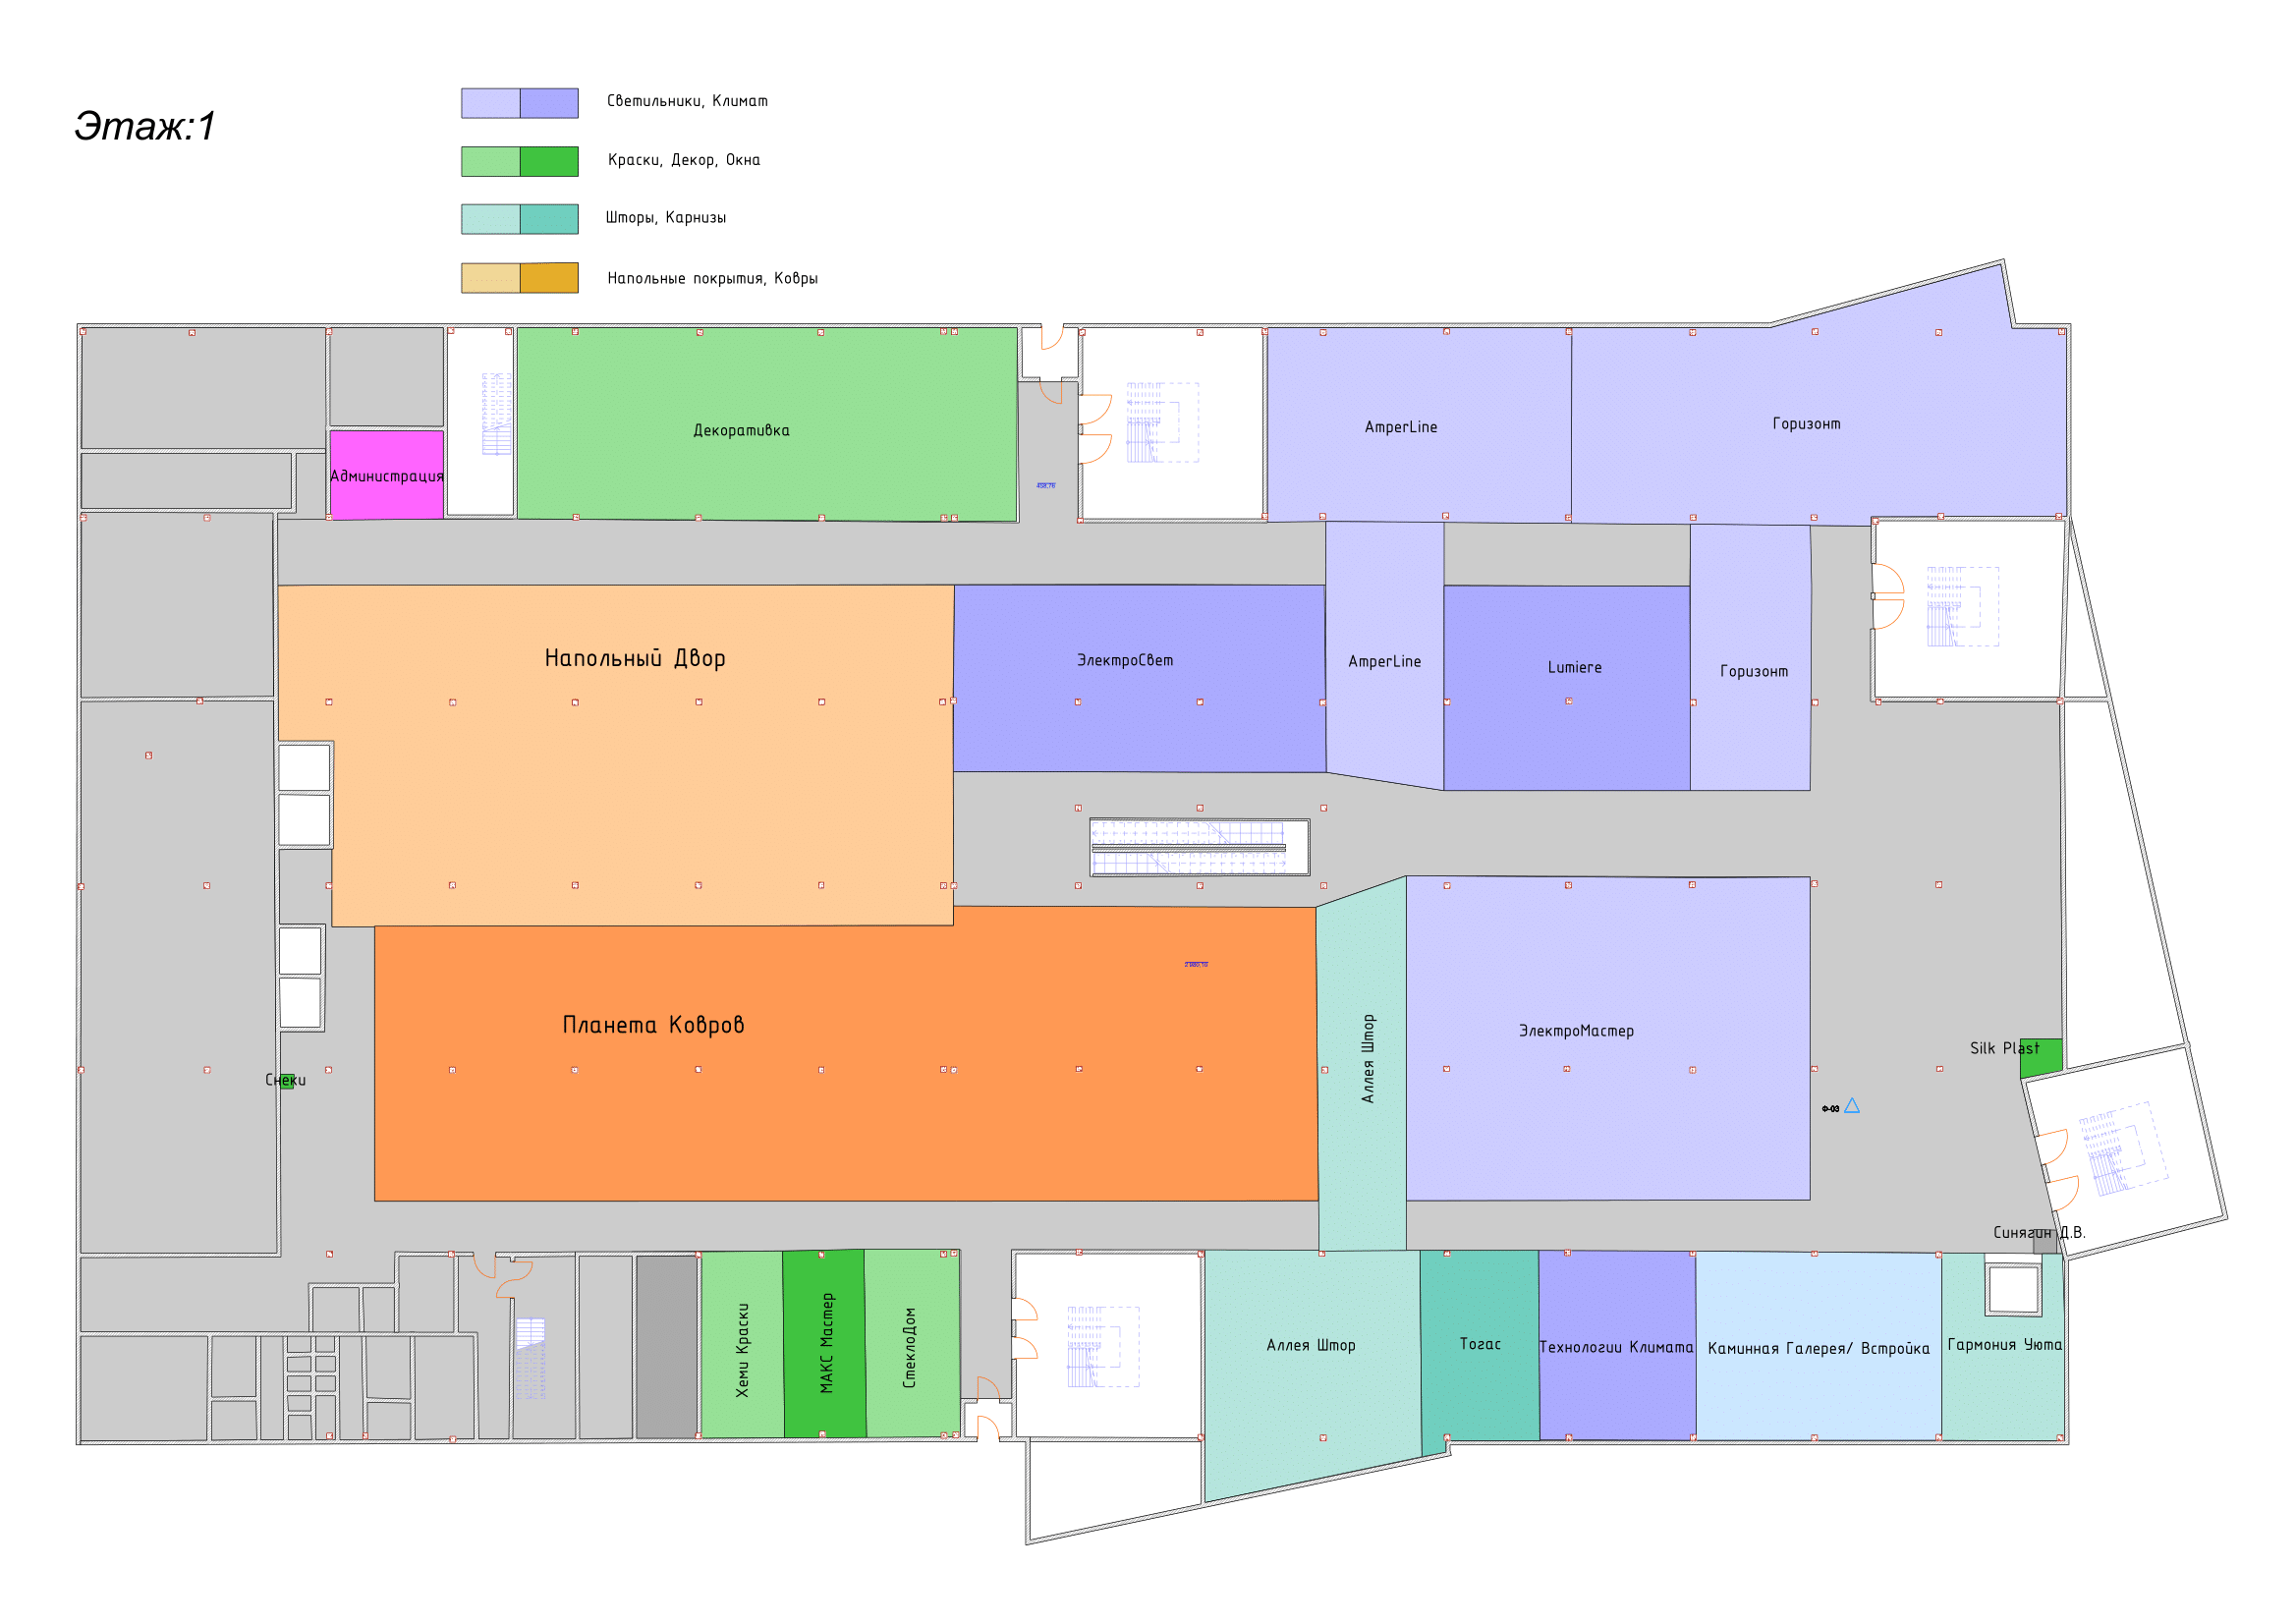 Этаж:1
Светильники, Климат
Краски, Декор, Окна
Шторы, Карнизы
Напольные покрытия, Ковры
Декоративка
AmperLine
Горизонт
Администрация
Напольный Двор
ЭлектроСвет
AmperLine
Lumiere
Горизонт
Планета Ковров
Аллея Штор
ЭлектроМастер
Silk Plast
Снеки
Ф-03
Синягин Д.В.
Хеми Краски
МАКС Мастер
СтеклоДом
Аллея Штор
Тогас
Технологии Климата
Каминная Галерея/ Встройка
Гармония Уюта